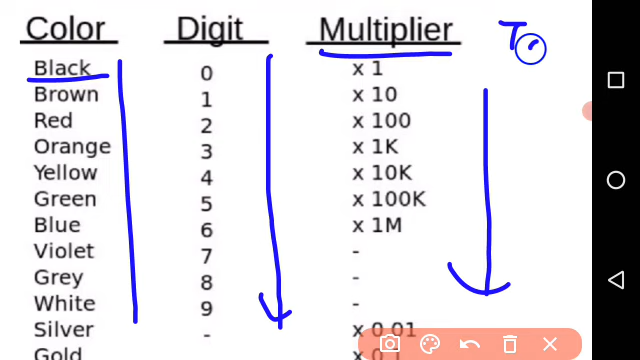 Color Digit Multiplier
Black 0 x 1
Brown 1 x 10
Red 2 x 100
Orange 3 x 1K
Yellow 4 x 10K
Green 5 x 100K
Blue 6 x 1M
Violet 7 -
Grey 8 -
White 9 -
Silver - x 0.01
Gold